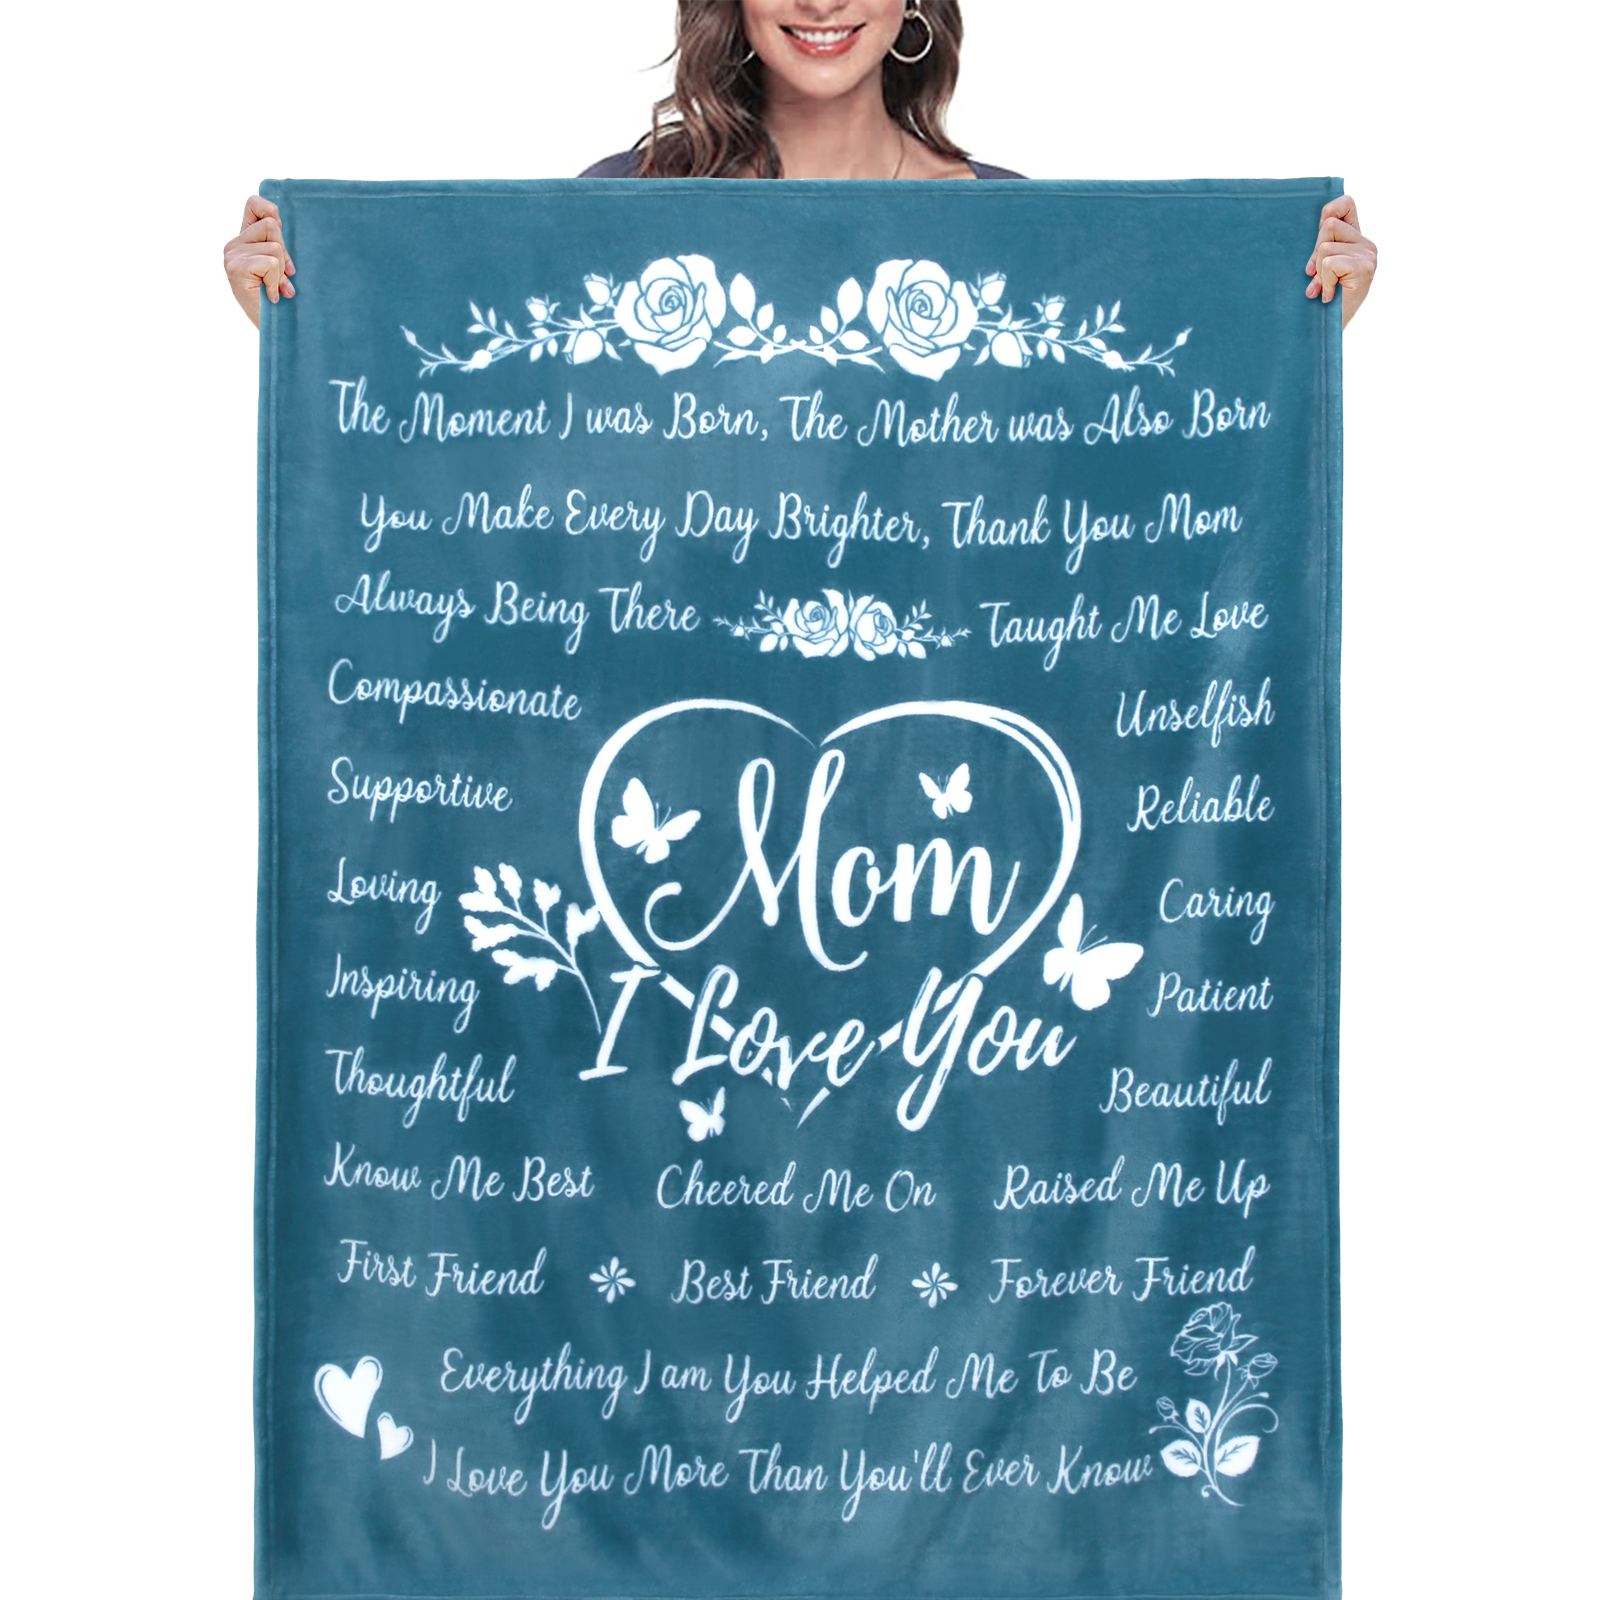 The Moment I was Born, The Mother was Also Born
You Make Every Day Brighter, Thank You Mom
Always Being There Taught Me Love
Compassionate Unselfish
Supportive Reliable
Mom
Loving Caring
Inspiring Patient
I Love You
Thoughtful Beautiful
Know Me Best Cheered Me On Raised Me Up
First Friend Best Friend Forever Friend
Everything I am You Helped Me To Be
I Love You More Than You'll Ever Know